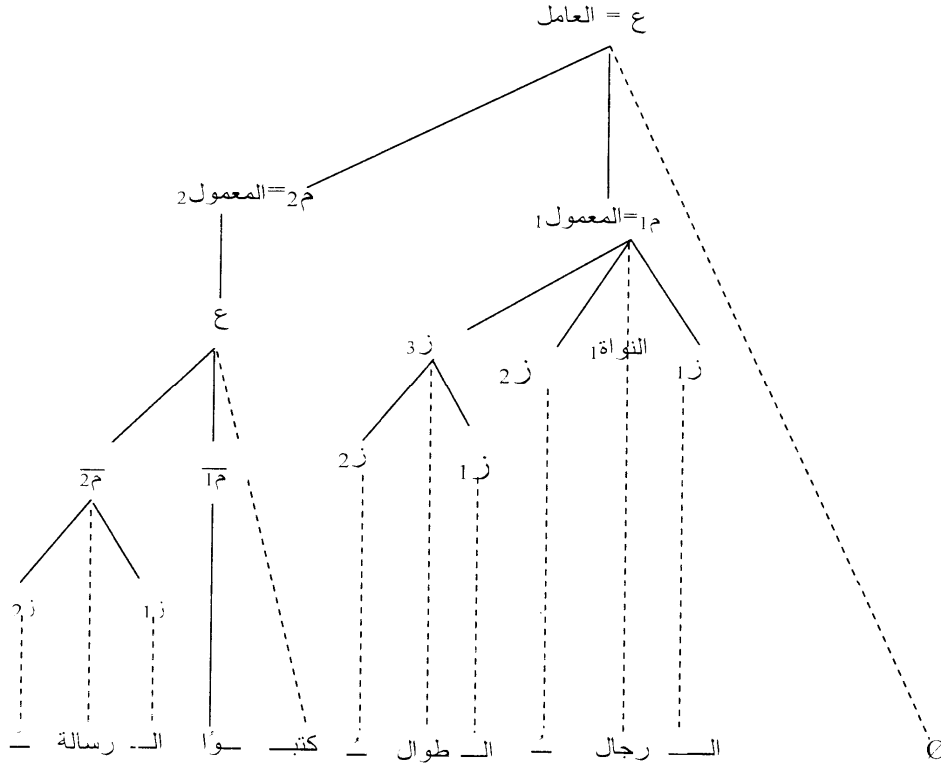 ع = العامل
م1=المعمول1 م2=المعمول2
ع
ز1 النواة1 ز2 ز3
ز1 ز2
م1 م2
ز1 ز2
Ø الـ رجال ـُ الـ طوال ـُ كتبـ ـوا الـ رسالة ـَ